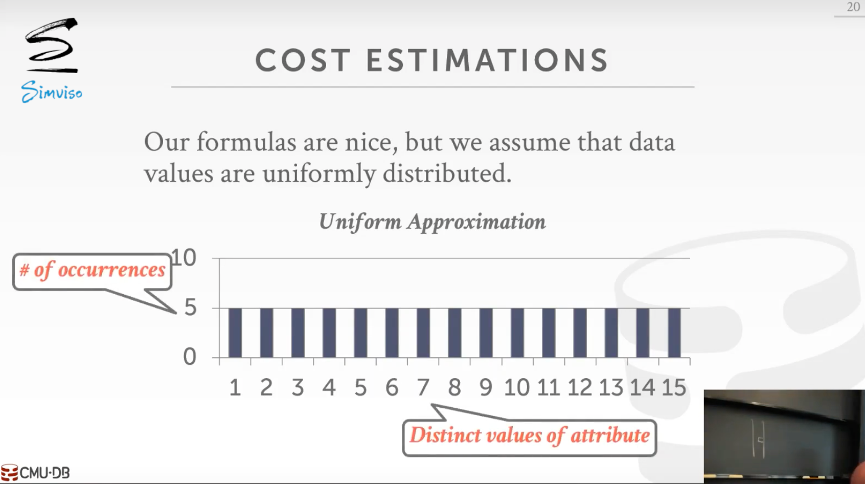 20
Simviso
COST ESTIMATIONS
Our formulas are nice, but we assume that data
values are uniformly distributed.
Uniform Approximation
# of occurrences
10
5
0
1 2 3 4 5 6 7 8 9 10 11 12 13 14 15
Distinct values of attribute
CMU·DB